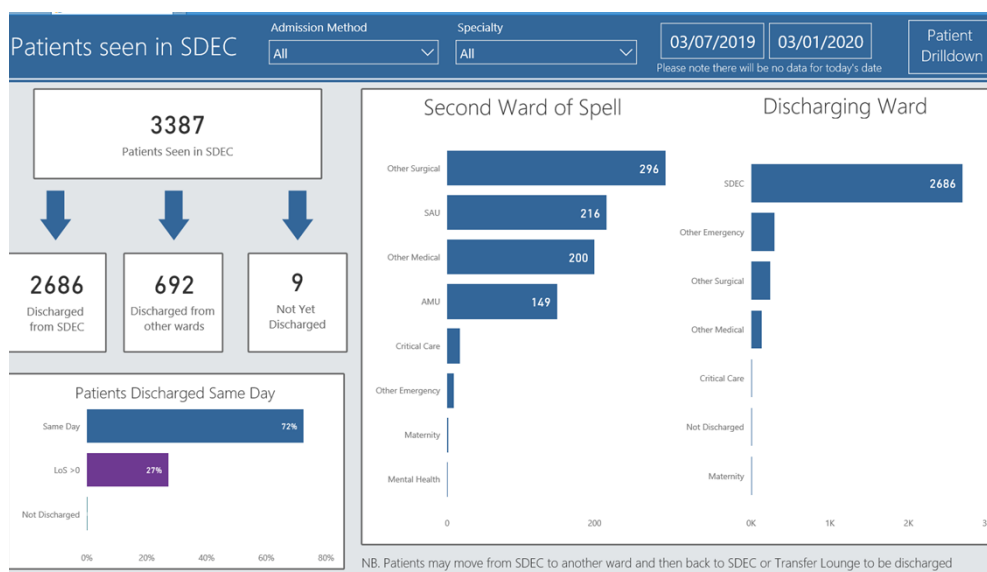 Patients seen in SDEC
Admission Method
All
Specialty
All
03/07/2019
03/01/2020
Please note there will be no data for today's date
Patient
Drilldown
3387
Patients Seen in SDEC
2686
Discharged
from SDEC
692
Discharged from
other wards
9
Not Yet
Discharged
Patients Discharged Same Day
Same Day
72%
LoS >0
27%
Not Discharged
0%
20%
40%
60%
80%
Second Ward of Spell
Other Surgical
296
SAU
216
Other Medical
200
AMU
149
Critical Care
Other Emergency
Maternity
Mental Health
0
200
Discharging Ward
SDEC
2686
Other Emergency
Other Surgical
Other Medical
Critical Care
Not Discharged
Maternity
0K
1K
2K
NB. Patients may move from SDEC to another ward and then back to SDEC or Transfer Lounge to be discharged